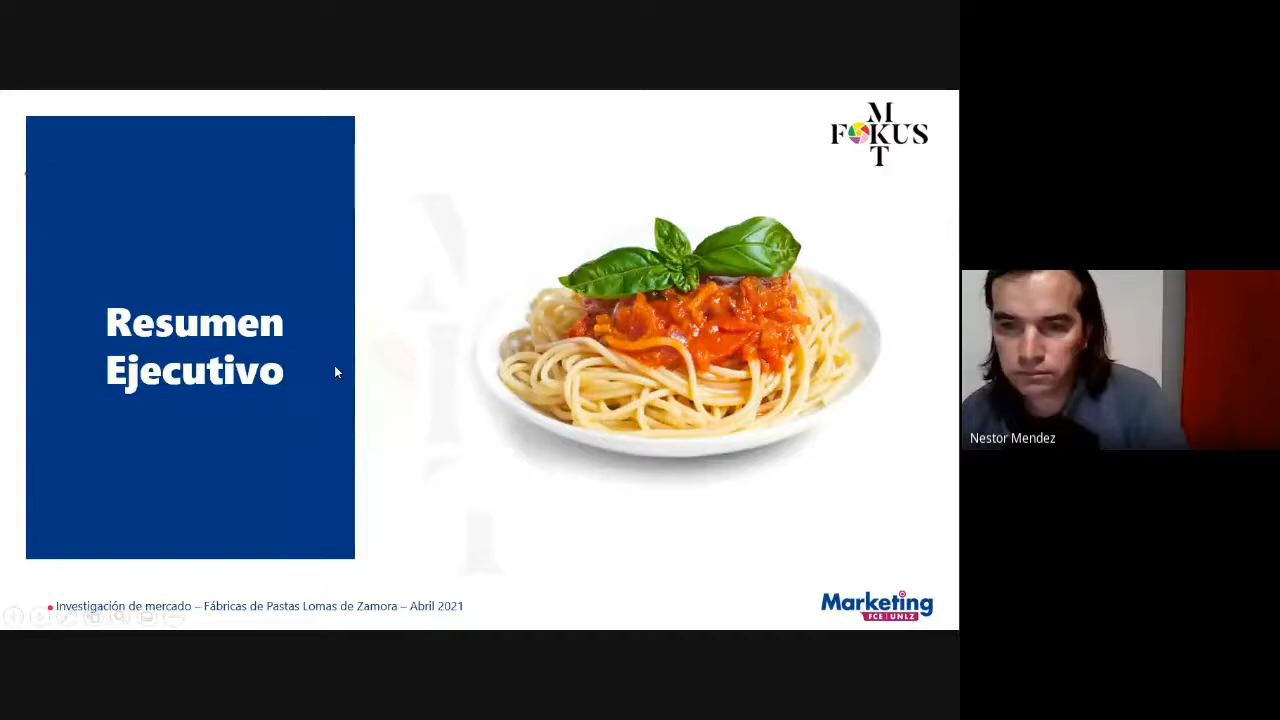 M
FOKUS
T
Resumen
Ejecutivo
Investigación de mercado – Fábricas de Pastas Lomas de Zamora – Abril 2021
Marketing
FCE | UNLZ
Nestor Mendez